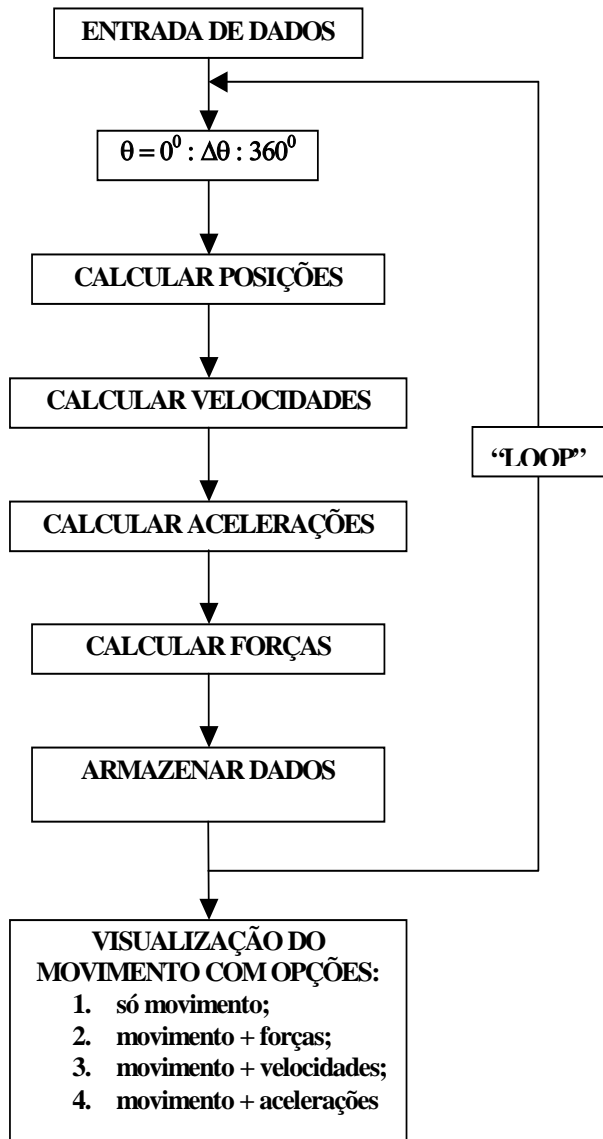 ENTRADA DE DADOS
θ = 0⁰ : Δθ : 360⁰
CALCULAR POSIÇÕES
CALCULAR VELOCIDADES
“LOOP”
CALCULAR ACELERAÇÕES
CALCULAR FORÇAS
ARMAZENAR DADOS
VISUALIZAÇÃO DO
MOVIMENTO COM OPÇÕES:
1. só movimento;
2. movimento + forças;
3. movimento + velocidades;
4. movimento + acelerações